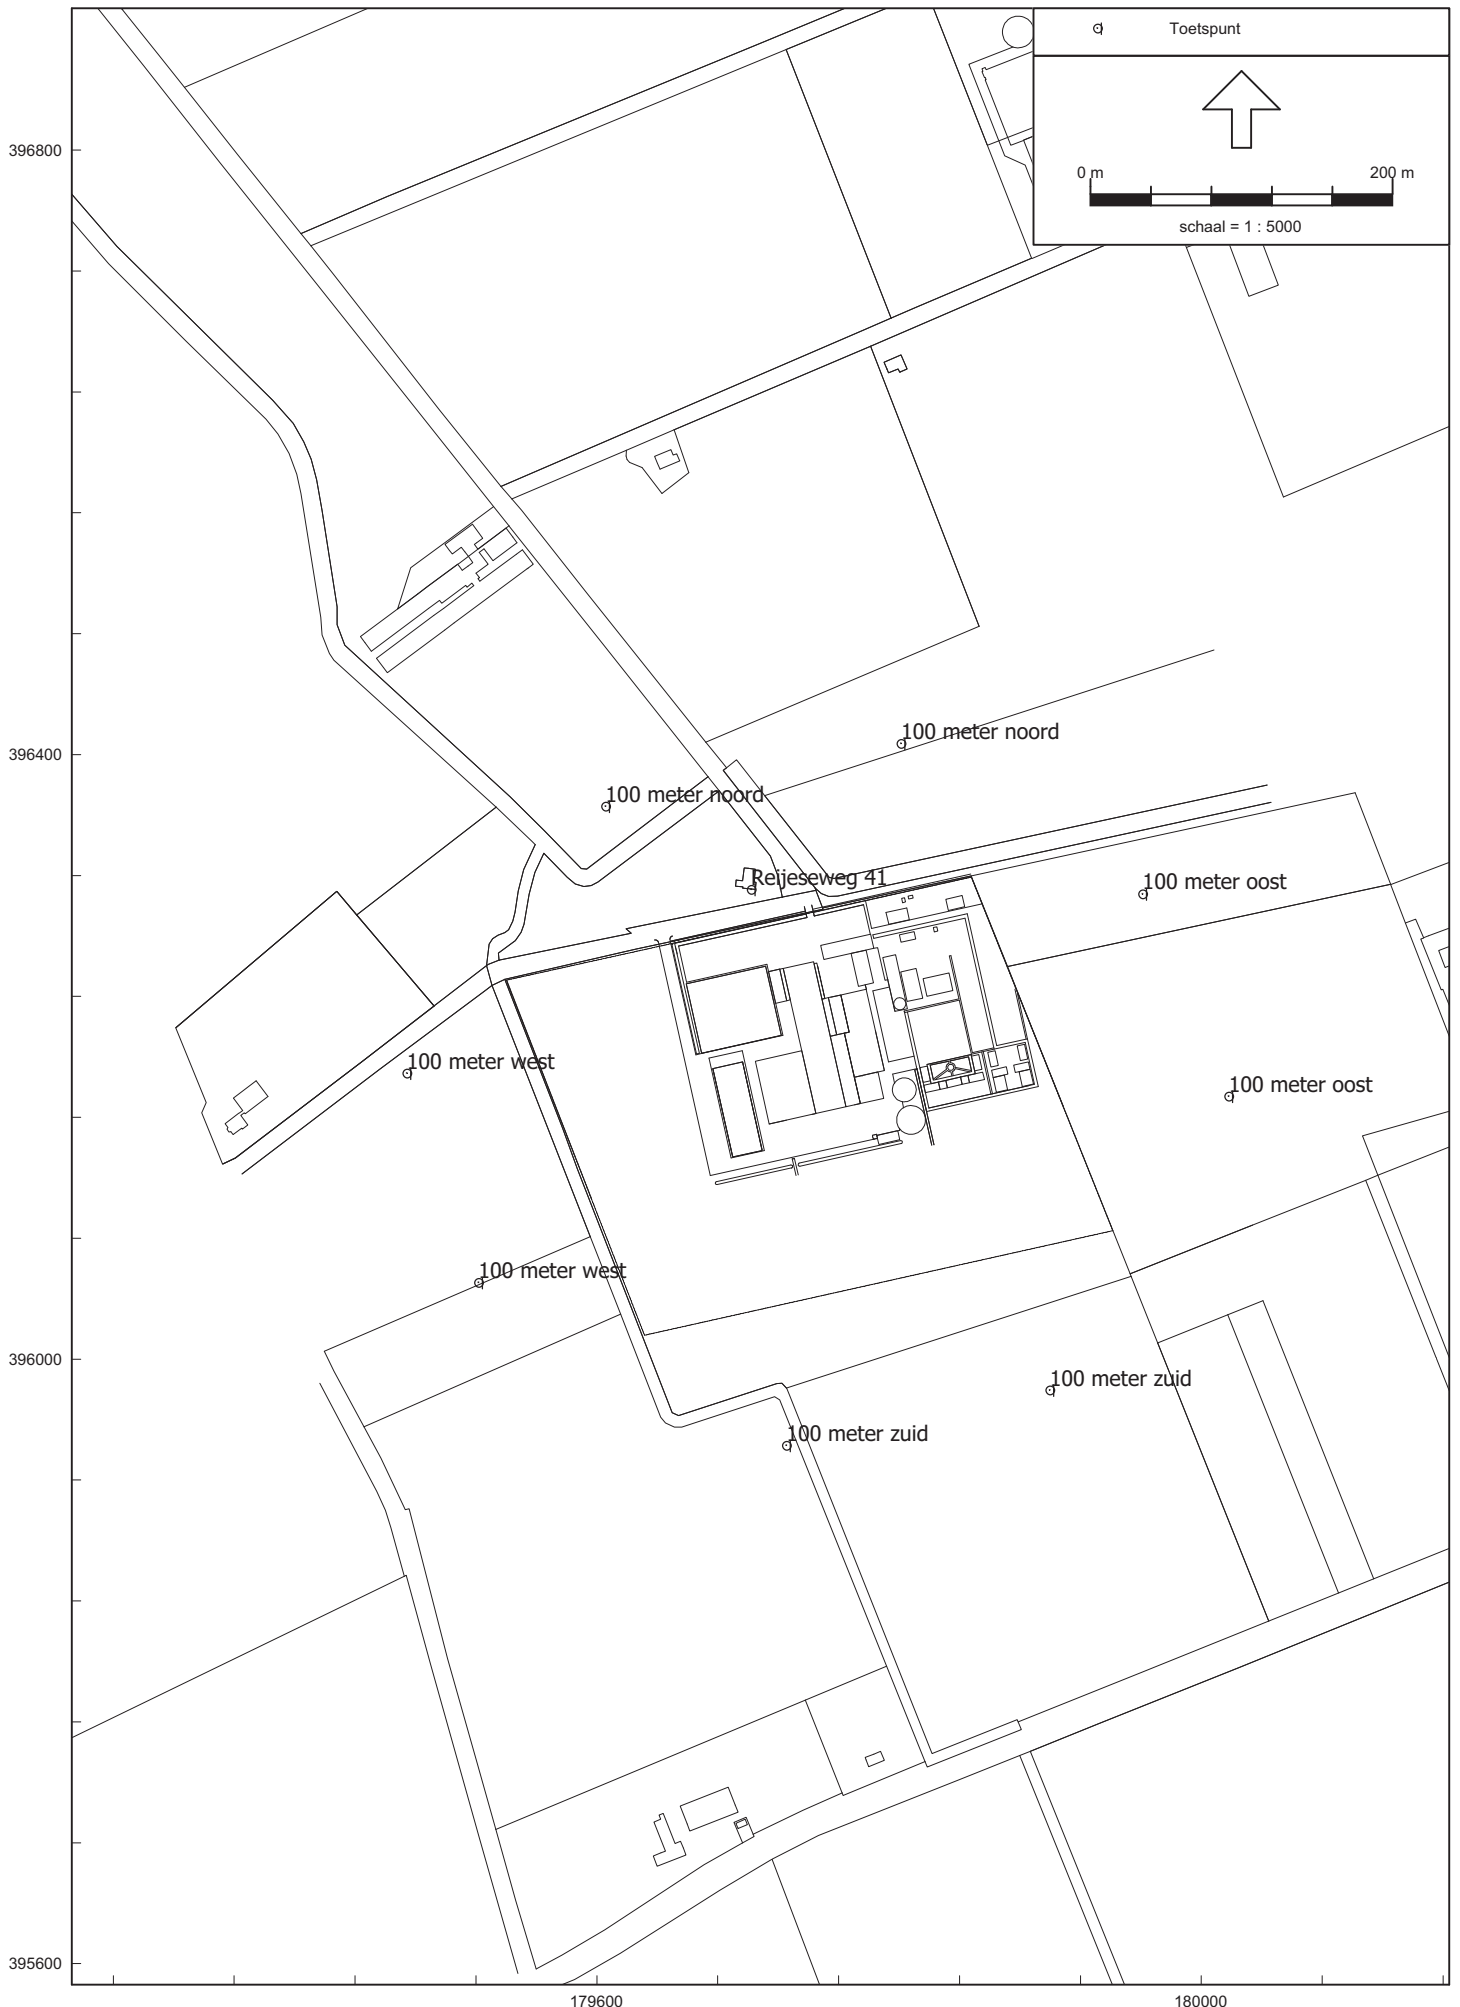 Toetspunt
0 m
200 m
schaal = 1 : 5000
396800
396400
396000
395600
100 meter noord
100 meter noord
Reijeseweg 41
100 meter oost
100 meter west
100 meter oost
100 meter west
100 meter zuid
100 meter zuid
179600
180000